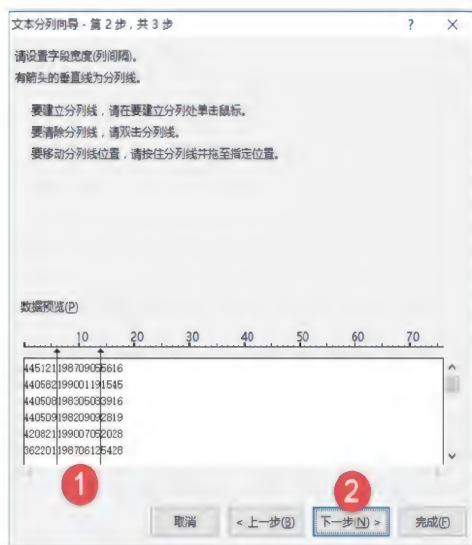 文本分列向导 - 第 2 步，共 3 步 ? ×
请设置字段宽度(列间隔)。
有箭头的垂直线为分列线。
要建立分列线，请在要建立分列处单击鼠标。
要清除分列线，请双击分列线。
要移动分列线位置，请按住分列线并拖至指定位置。
数据预览(P)
10 20 30 40 50 60 70
445121198709055616
440582199001191545
440508198305083916
440509198209092819
420821199007052028
362201198706125428
1 2
取消 < 上一步(B) 下一步(N) > 完成(F)